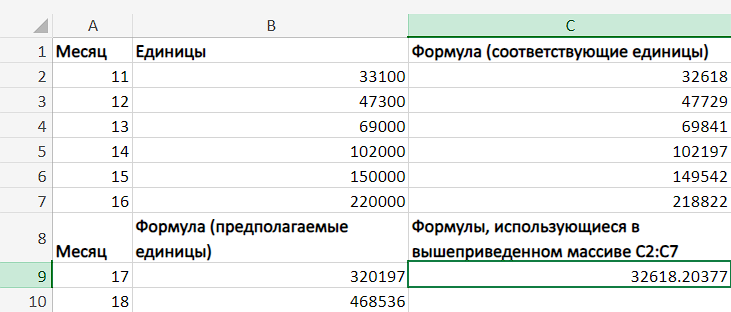 A B C
1 Месяц Единицы Формула (соответствующие единицы)
2 11 33100 32618
3 12 47300 47729
4 13 69000 69841
5 14 102000 102197
6 15 150000 149542
7 16 220000 218822
Формула (предполагаемые Формулы, использующиеся в
8 Месяц единицы) вышеприведенном массиве C2:C7
9 17 320197 32618.20377
10 18 468536